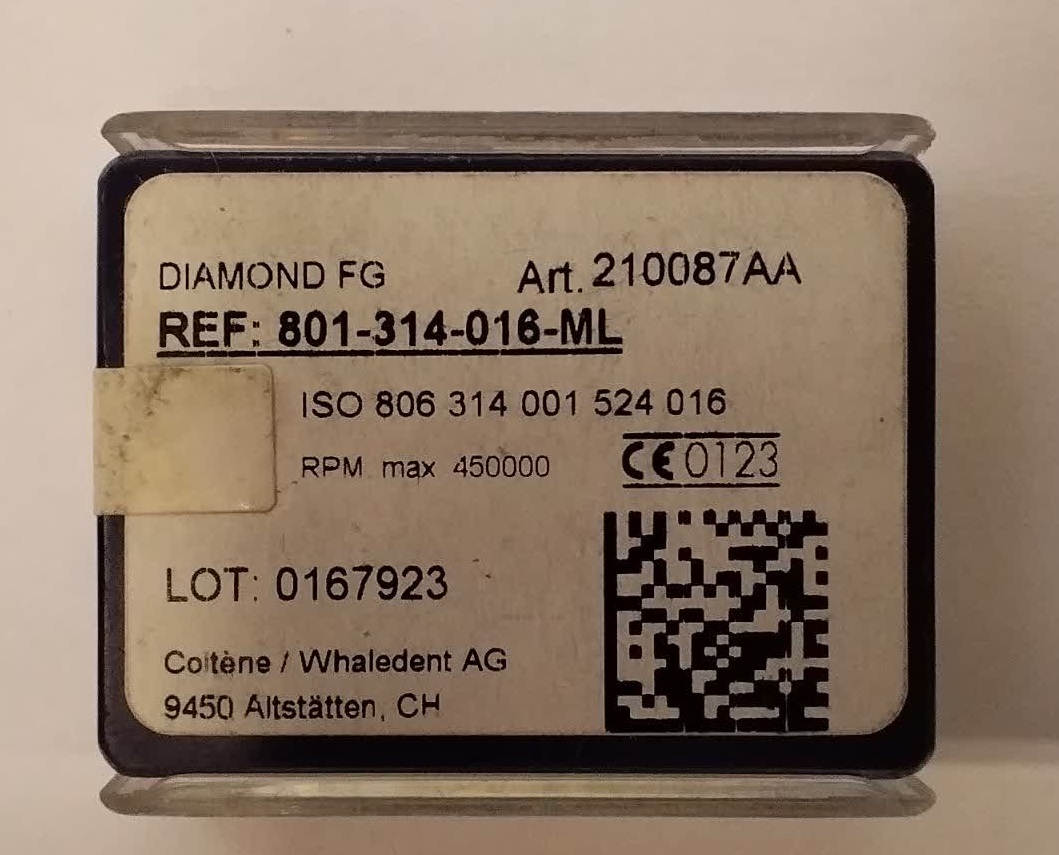 DIAMOND FG Art. 210087AA
REF: 801-314-016-ML
ISO 806 314 001 524 016
RPM max 450000 CE 0123
LOT: 0167923
Coltène / Whaledent AG
9450 Altstätten, CH